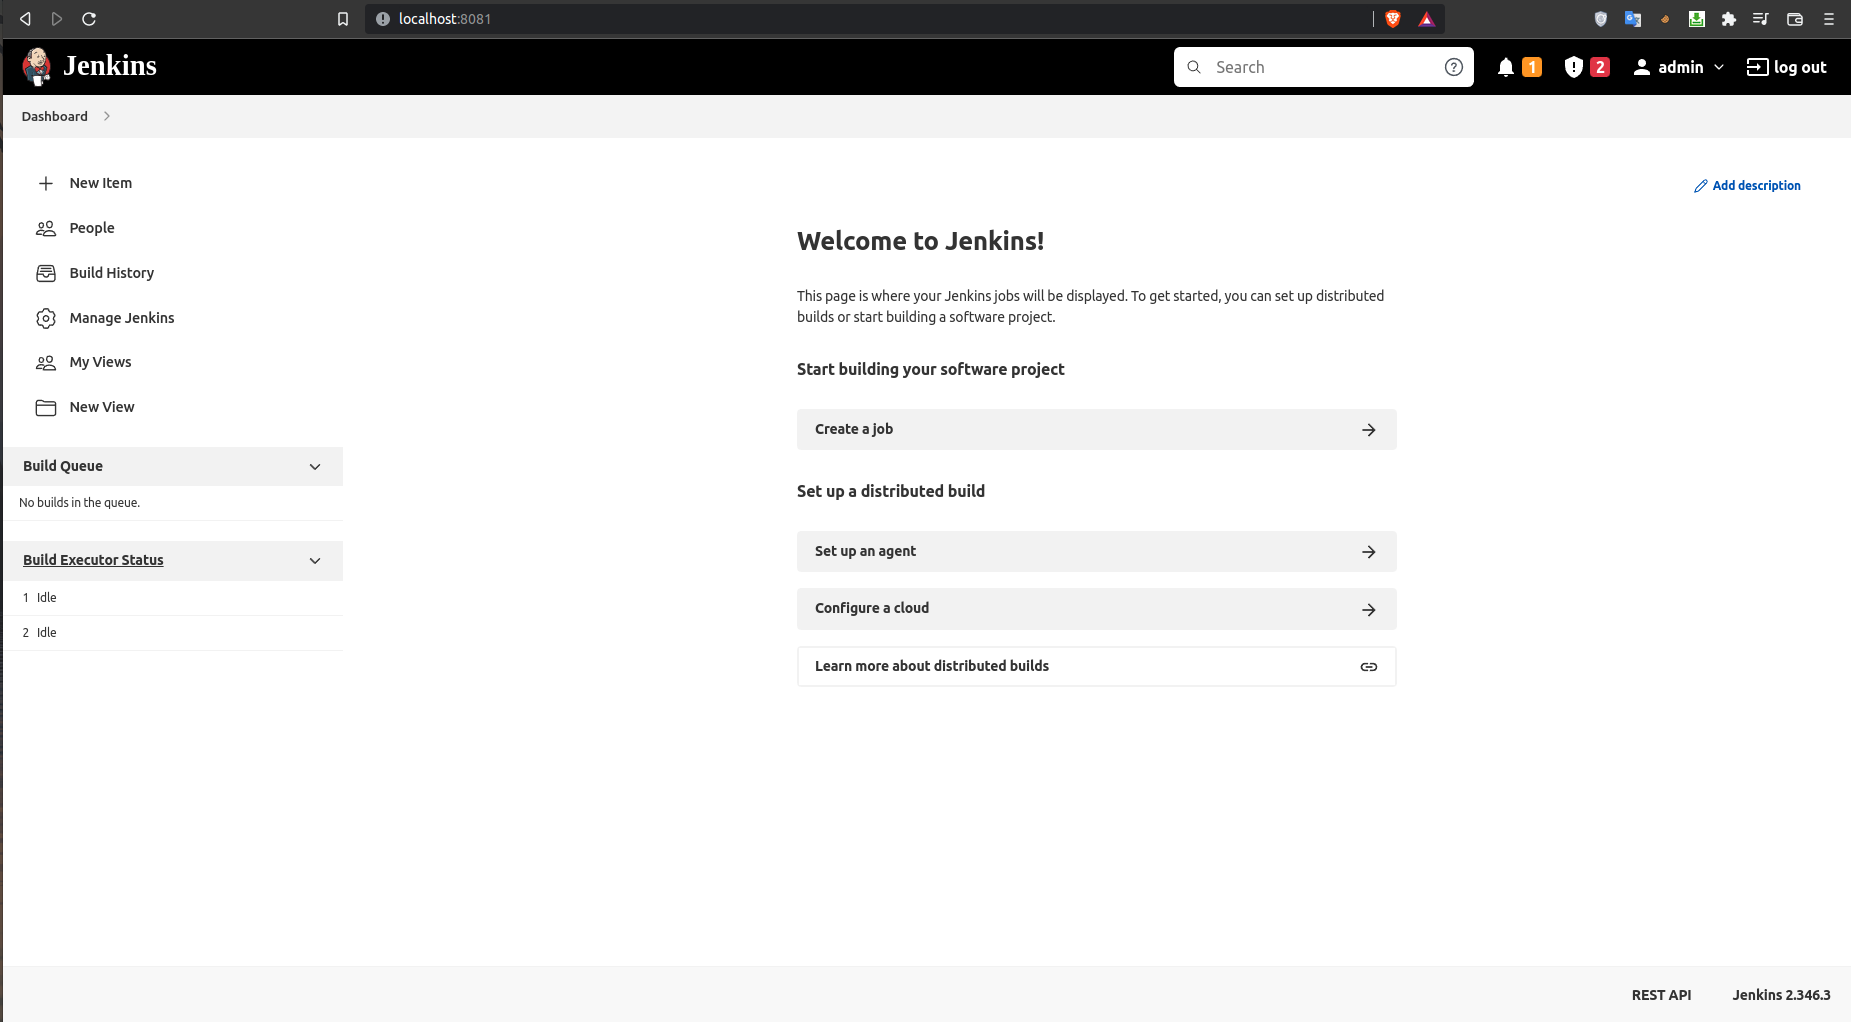 localhost:8081
Jenkins
Search
1
2
admin
log out
Dashboard
New Item
People
Build History
Manage Jenkins
My Views
New View
Build Queue
No builds in the queue.
Build Executor Status
1 Idle
2 Idle
Add description
Welcome to Jenkins!
This page is where your Jenkins jobs will be displayed. To get started, you can set up distributed
builds or start building a software project.
Start building your software project
Create a job
Set up a distributed build
Set up an agent
Configure a cloud
Learn more about distributed builds
REST API
Jenkins 2.346.3